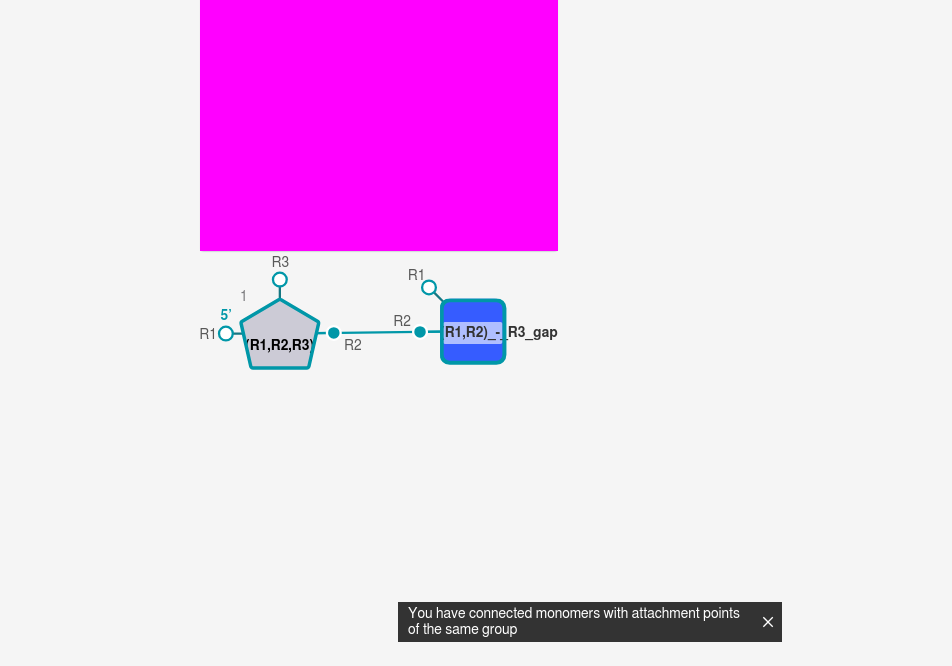 R3
R1
1
5’
R2
R1
(R1,R2,R3)
R1,R2)_-_R3_gap
R2
You have connected monomers with attachment points
of the same group